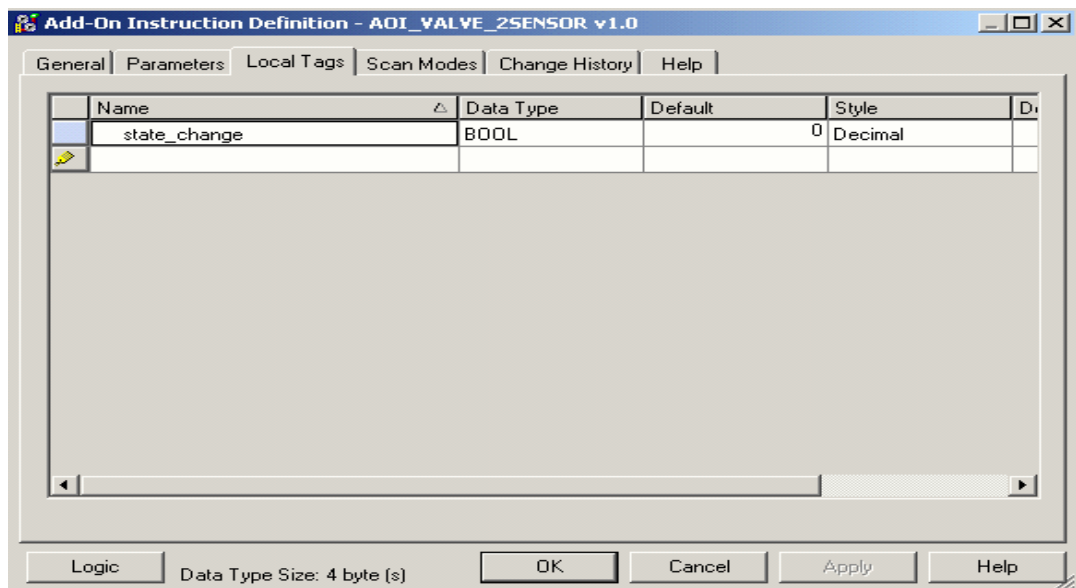 Add-On Instruction Definition - AOI_VALVE_2SENSOR v1.0
General Parameters Local Tags Scan Modes Change History Help
Name Data Type Default Style
state_change BOOL 0 Decimal
Logic Data Type Size: 4 byte (s) OK Cancel Apply Help